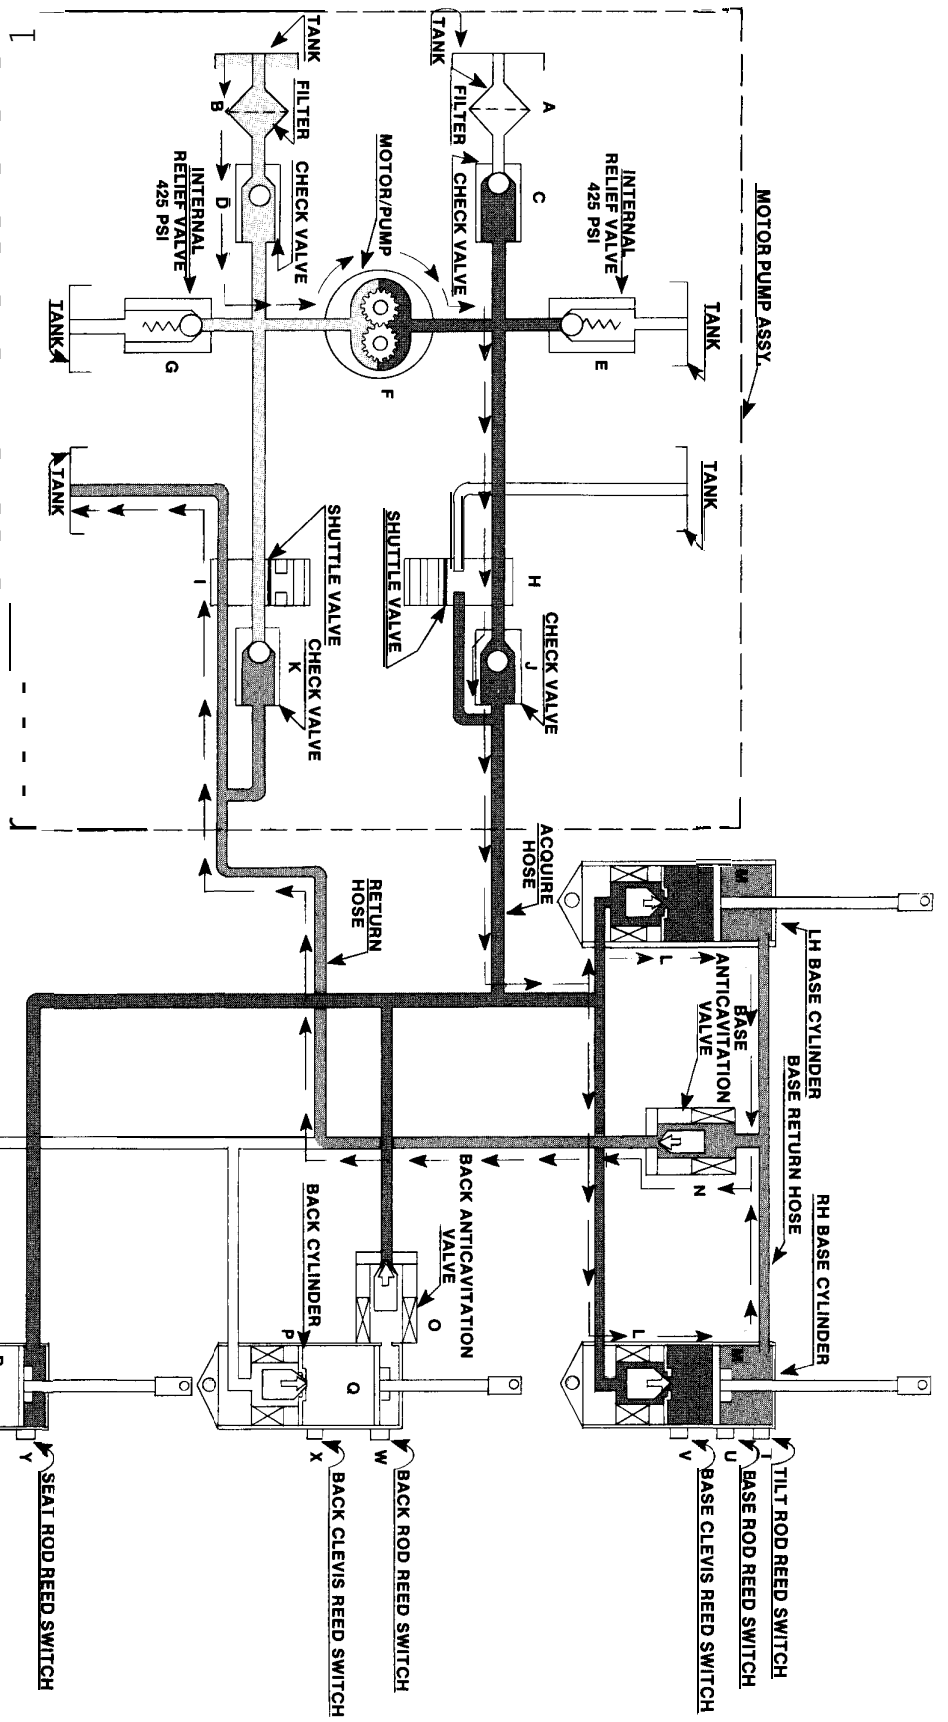 MOTOR PUMP ASSY.
TANK
TANK
INTERNAL
RELIEF VALVE
425 PSI
E
A
C
H
J
CHECK VALVE
TANK
FILTER
CHECK VALVE
SHUTTLE VALVE
MOTOR/PUMP
F
TANK
FILTER
B
CHECK VALVE
D
INTERNAL
RELIEF VALVE
425 PSI
G
TANK
TANK
SHUTTLE VALVE
I
K
CHECK VALVE
ACQUIRE
HOSE
RETURN
HOSE
M
L
LH BASE CYLINDER
BASE
ANTICAVITATION
VALVE
BASE RETURN HOSE
N
RH BASE CYLINDER
L
M
T TILT ROD REED SWITCH
U BASE ROD REED SWITCH
V BASE CLEVIS REED SWITCH
BACK ANTICAVITATION
VALVE
O
BACK CYLINDER
P
Q
W BACK ROD REED SWITCH
X BACK CLEVIS REED SWITCH
Y SEAT ROD REED SWITCH